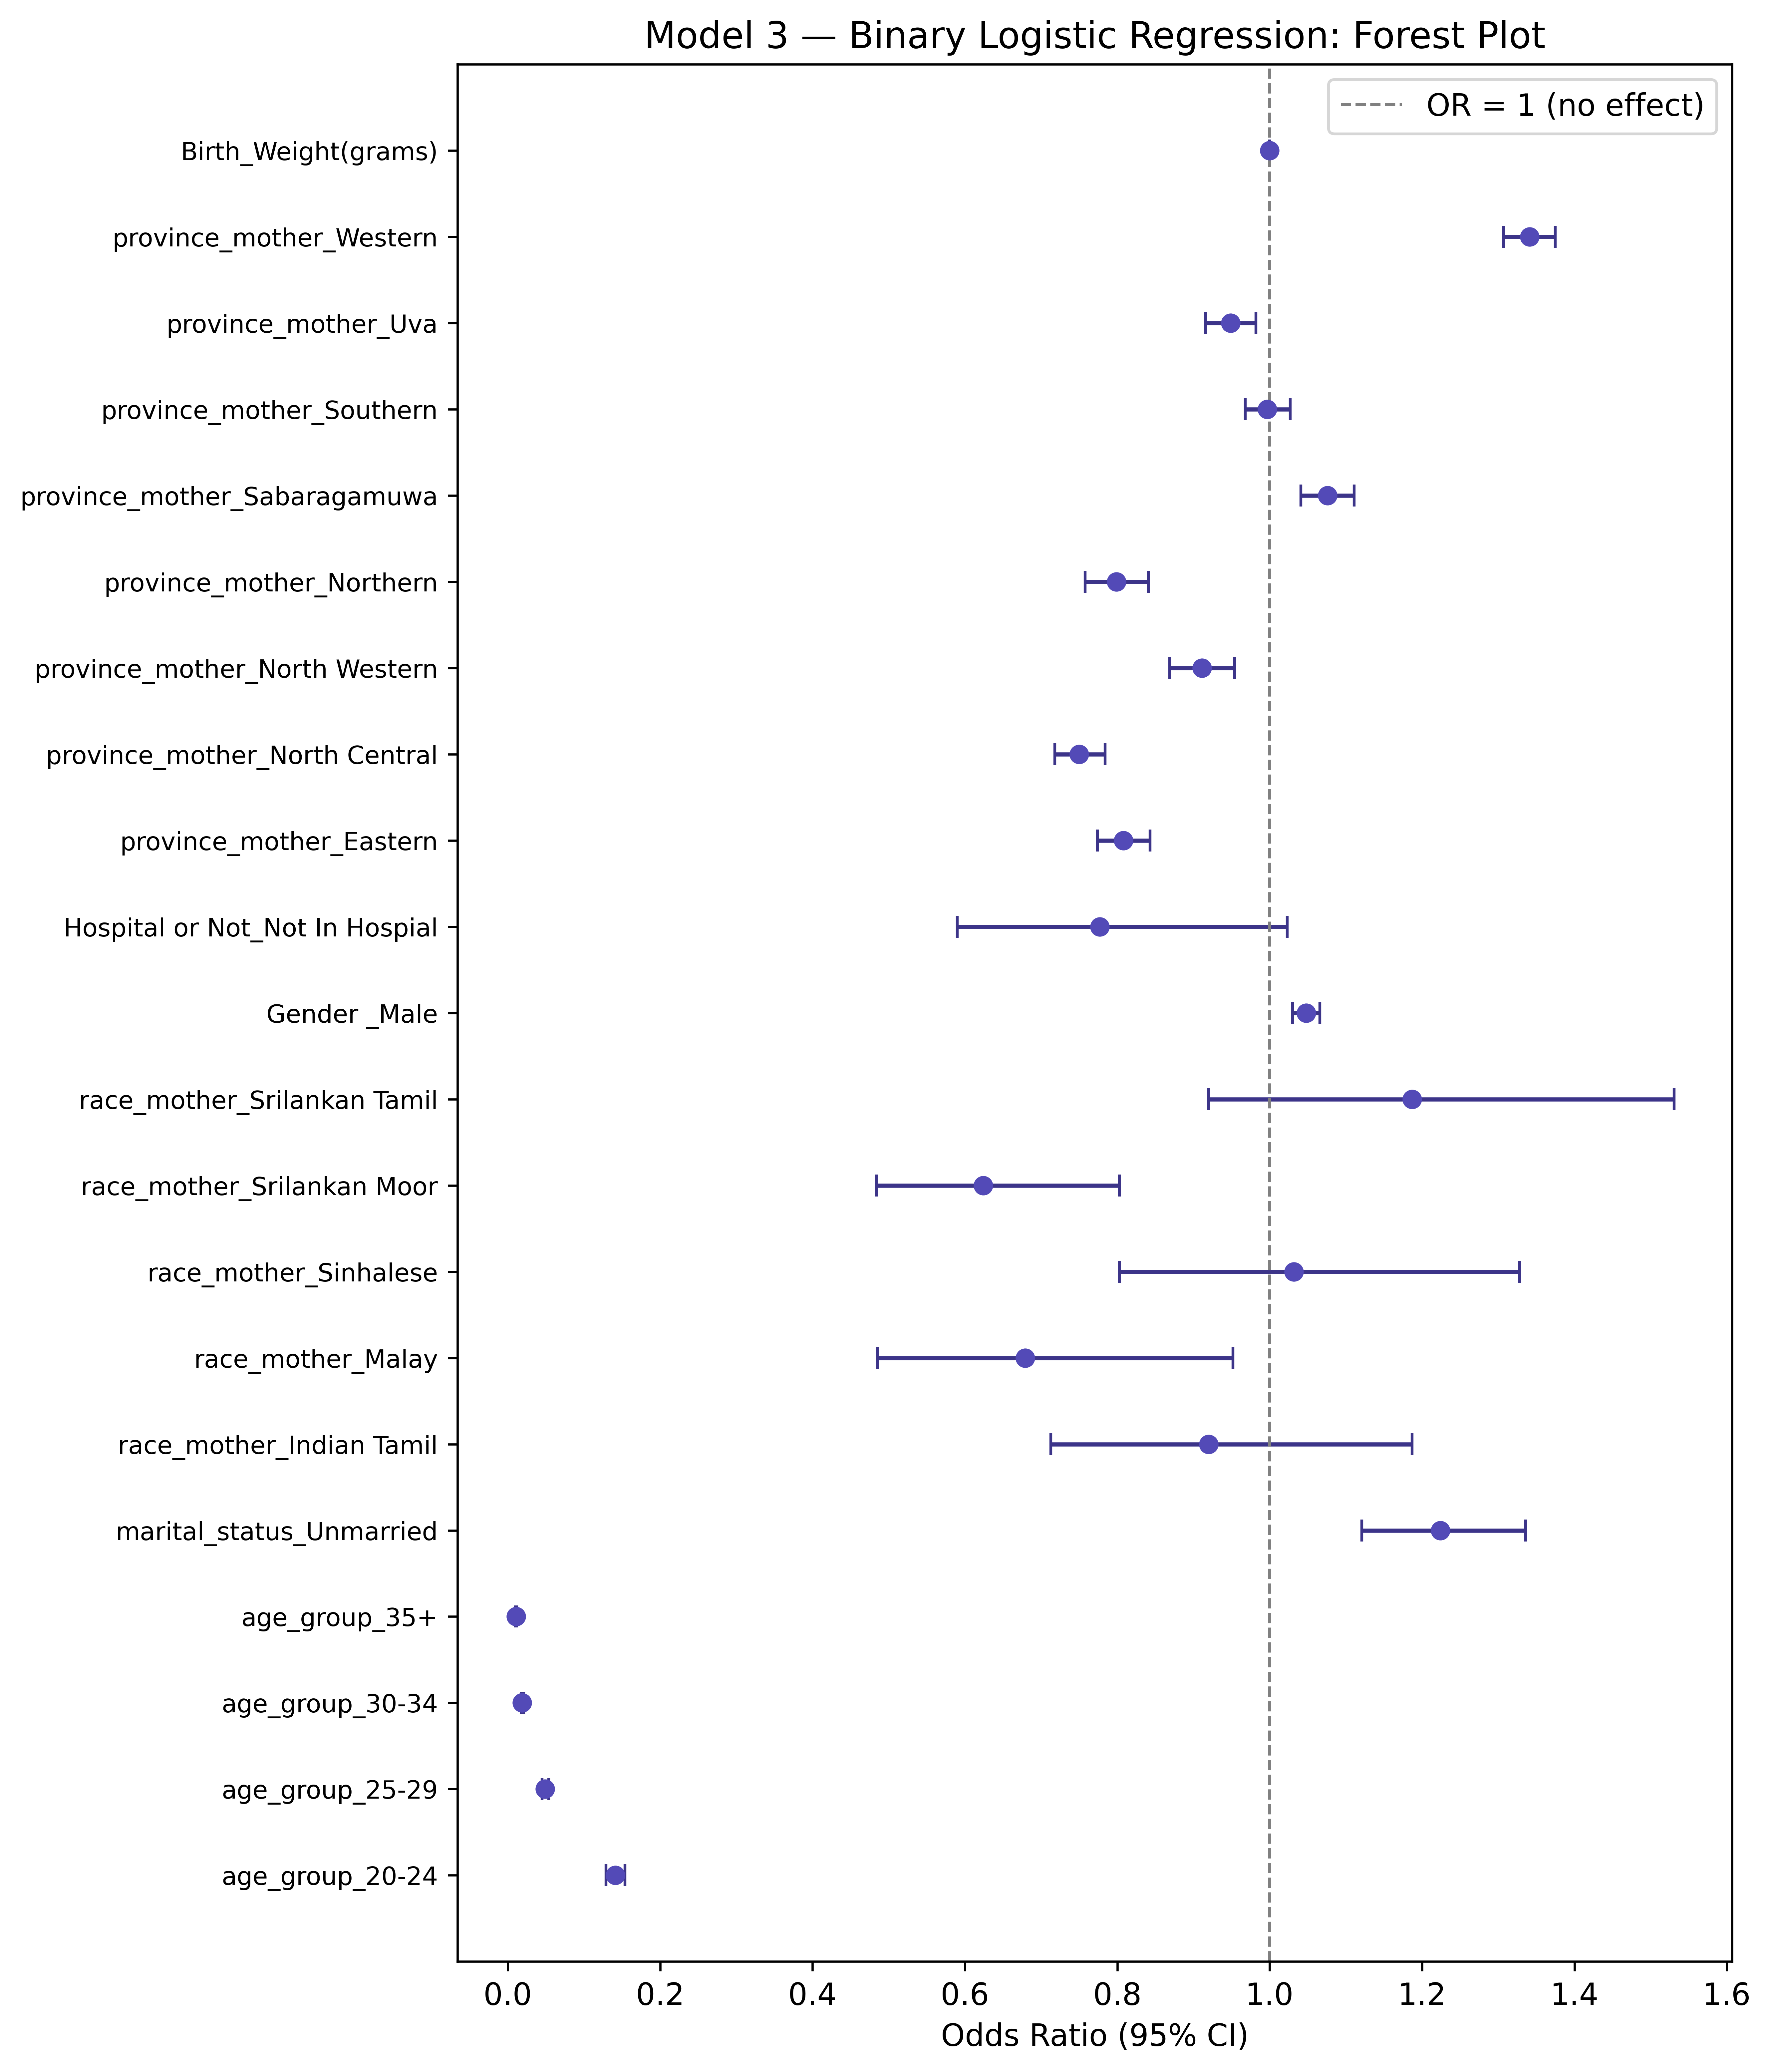 Model 3 — Binary Logistic Regression: Forest Plot
OR = 1 (no effect)
Birth_Weight(grams)
province_mother_Western
province_mother_Uva
province_mother_Southern
province_mother_Sabaragamuwa
province_mother_Northern
province_mother_North Western
province_mother_North Central
province_mother_Eastern
Hospital or Not_Not In Hospial
Gender _Male
race_mother_Srilankan Tamil
race_mother_Srilankan Moor
race_mother_Sinhalese
race_mother_Malay
race_mother_Indian Tamil
marital_status_Unmarried
age_group_35+
age_group_30-34
age_group_25-29
age_group_20-24
0.0 0.2 0.4 0.6 0.8 1.0 1.2 1.4 1.6
Odds Ratio (95% CI)